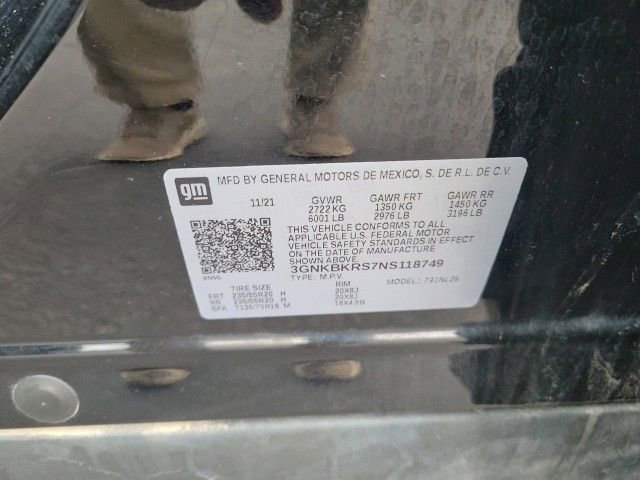 gm MFD BY GENERAL MOTORS DE MEXICO, S. DE R.L. DE C.V.
11/21 GVWR GAWR FRT GAWR RR
2722 KG 1350 KG 1450 KG
6001 LB 2976 LB 3196 LB
THIS VEHICLE CONFORMS TO ALL
APPLICABLE U.S. FEDERAL MOTOR
VEHICLE SAFETY STANDARDS IN EFFECT
ON THE DATE OF MANUFACTURE
SHOWN ABOVE.
3GNKBKRS7NS118749
TYPE: M.P.V. MODEL: 791NL26
TIRE SIZE RIM
FRT 235/55R20 H 20X8J
RR 235/55R20 H 20X8J
SPA T135/70R18 M 18X4.5B